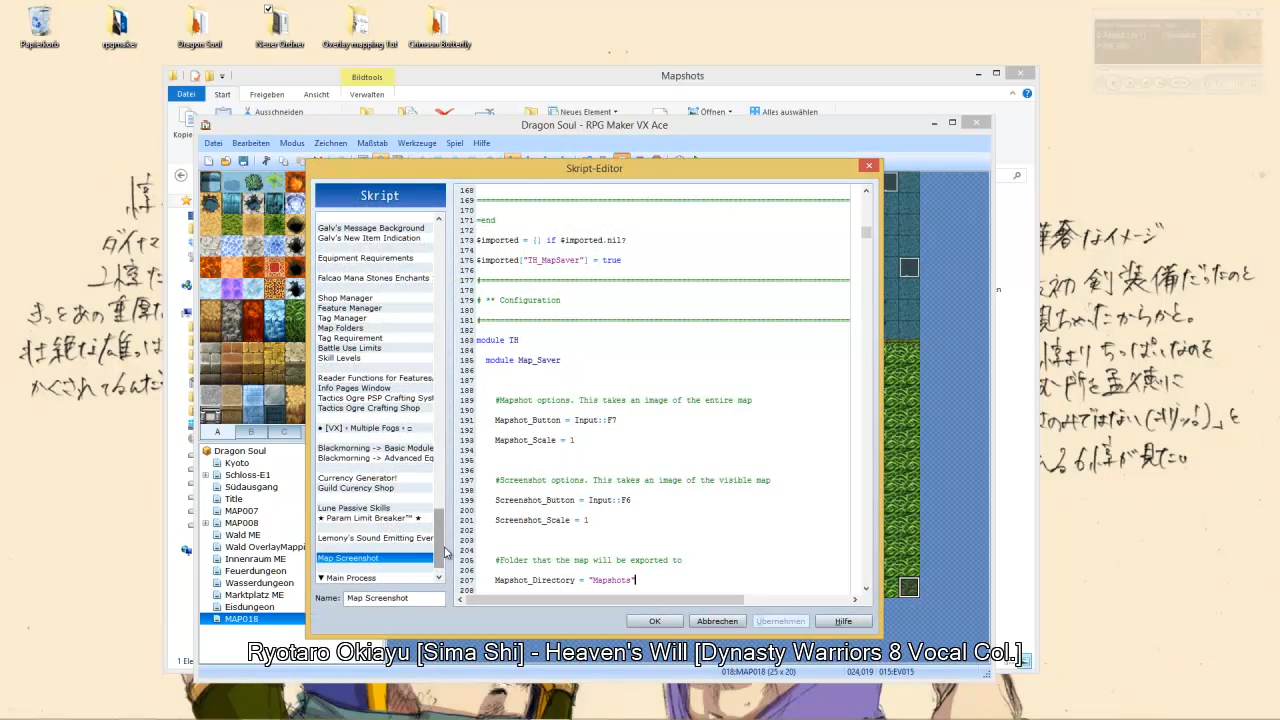 Papierkorb
rpgmaker
Dragon Soul
Neuer Ordner
Overlay mapping Tut
Crimson Butterfly
Bildtools
Mapshots
Datei
Start
Freigeben
Ansicht
Verwalten
Ausschneiden
Neues Element
Öffnen
Alles auswählen
Dragon Soul - RPG Maker VX Ace
Datei Bearbeiten Modus Zeichnen Maßstab Werkzeuge Spiel Hilfe
Skript-Editor
Skript
Galv's Message Background
Galv's New Item Indication
Equipment Requirements
Falcao Mana Stones Enchants
Shop Manager
Feature Manager
Tag Manager
Map Folders
Tag Requirement
Battle Use Limits
Skill Levels
Reader Functions for Features,
Info Pages Window
Tactics Ogre PSP Crafting Syst
Tactics Ogre Crafting Shop
[VX] • Multiple Fogs
Blackmorning -> Basic Module
Blackmorning -> Advanced Eq
Currency Generator!
Guild Curency Shop
Lune Passive Skills
★ Param Limit Breaker™ ★
Lemony's Sound Emitting Ever
Map Screenshot
▼ Main Process
Name: Map Screenshot
168
169
170
171 =end
172
173 $imported = {} if $imported.nil?
174
175 $imported["TH_MapSaver"] = true
176
177
178
179 # ** Configuration
180
181
182
183 module TH
184
185 module Map_Saver
186
187
188
189 #Mapshot options. This takes an image of the entire map
190
191 Mapshot_Button = Input::F7
192
193 Mapshot_Scale = 1
194
195
196
197 #Screenshot options. This takes an image of the visible map
198
199 Screenshot_Button = Input::F6
200
201 Screenshot_Scale = 1
202
203
204
205 #Folder that the map will be exported to
206
207 Mapshot_Directory = "Mapshots"
208
OK
Abbrechen
Übernehmen
Hilfe
A B C
Dragon Soul
Kyoto
Schloss-E1
Südausgang
Title
MAP007
MAP008
Wald ME
Wald OverlayMappi
Innenraum ME
Feuerdungeon
Wasserdungeon
Marktplatz ME
Eisdungeon
MAP018
018:MAP018 (25 x 20)
024,019
015:EV015
Ryotaro Okiayu [Sima Shi] - Heaven's Will [Dynasty Warriors 8 Vocal Col.]